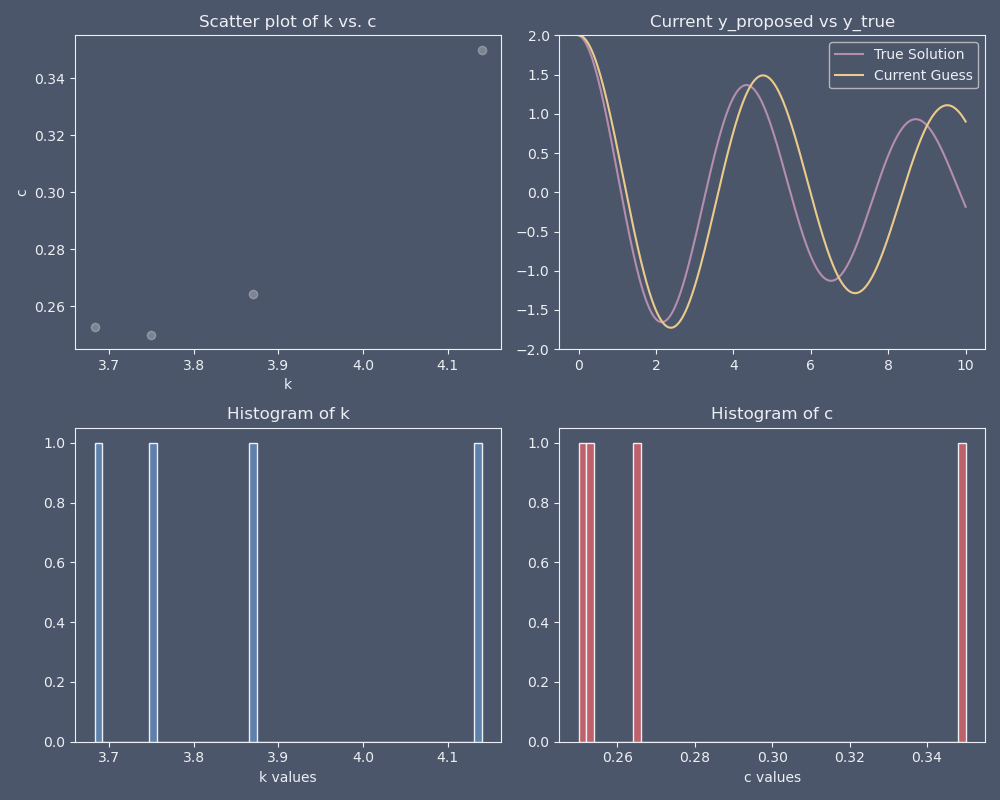 Scatter plot of k vs. c
0.34
0.32
0.30
0.28
0.26
c
3.7 3.8 3.9 4.0 4.1
k
Current y_proposed vs y_true
True Solution
Current Guess
2.0
1.5
1.0
0.5
0.0
−0.5
−1.0
−1.5
−2.0
0 2 4 6 8 10
Histogram of k
1.0
0.8
0.6
0.4
0.2
0.0
3.7 3.8 3.9 4.0 4.1
k values
Histogram of c
1.0
0.8
0.6
0.4
0.2
0.0
0.26 0.28 0.30 0.32 0.34
c values